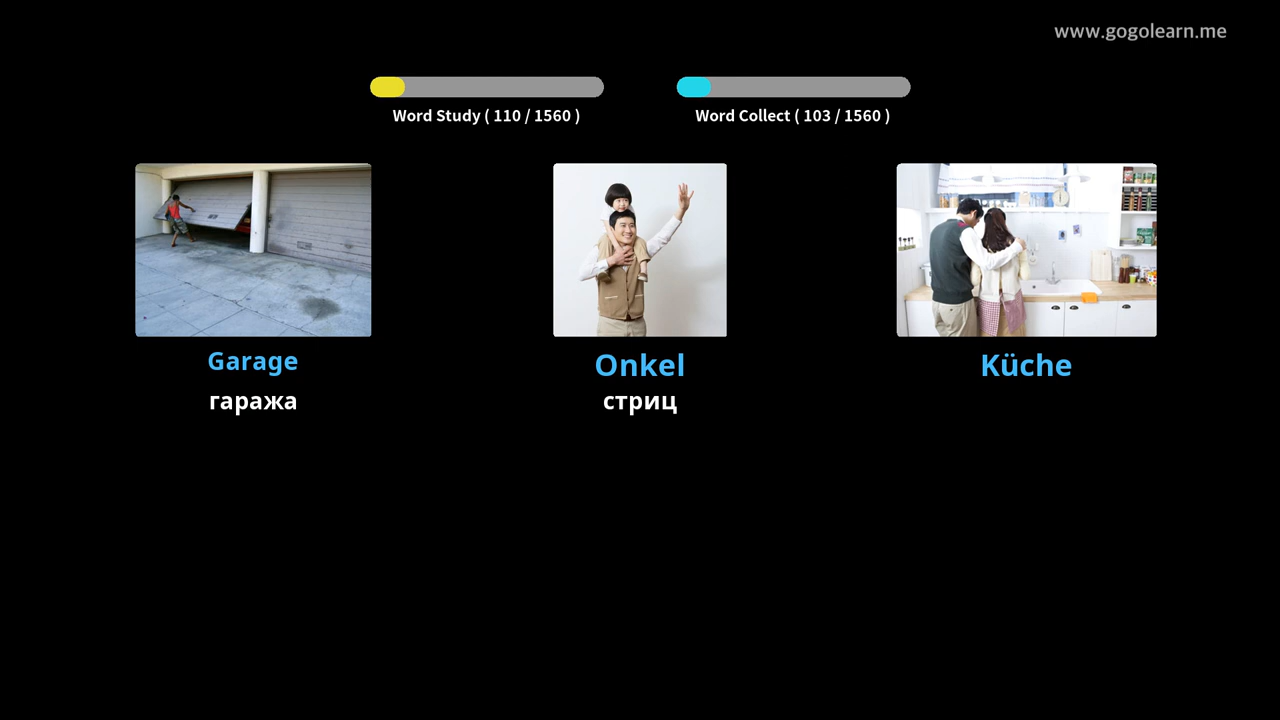 www.gogolearn.me
Word Study ( 110 / 1560 )
Word Collect ( 103 / 1560 )
Garage
гаража
Onkel
стриц
Küche